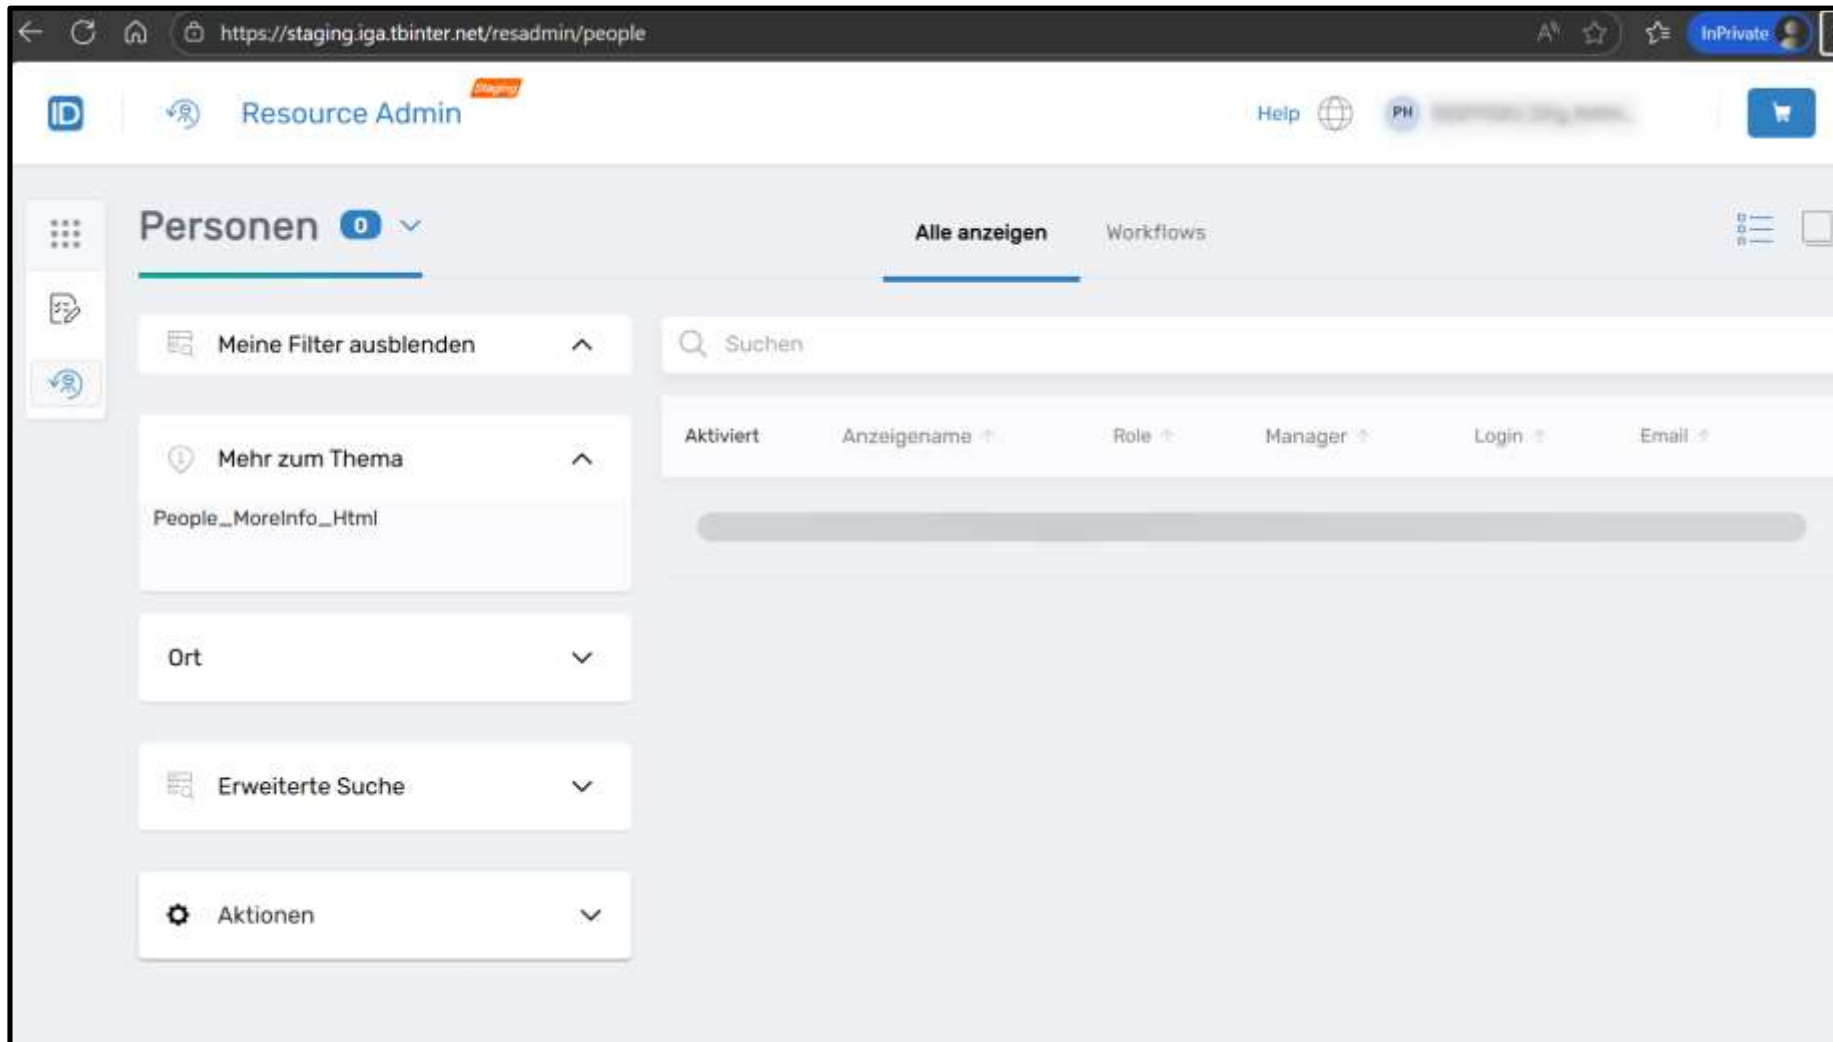 https://staging.iga.tbinter.net/resadmin/people
InPrivate
ID
Resource Admin
Staging
Help
PH
Personen 0
Alle anzeigen
Workflows
Meine Filter ausblenden
Suchen
Mehr zum Thema
People_MoreInfo_Html
Aktiviert
Anzeigename
Role
Manager
Login
Email
Ort
Erweiterte Suche
Aktionen